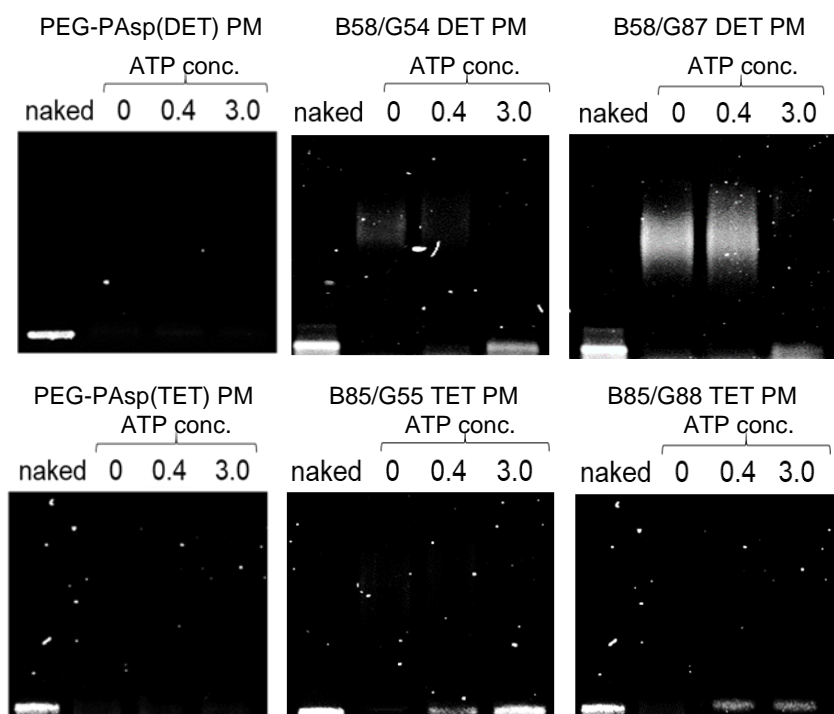 PEG-PAsp(DET) PM B58/G54 DET PM B58/G87 DET PM
ATP conc. ATP conc. ATP conc.
naked 0 0.4 3.0 naked 0 0.4 3.0 naked 0 0.4 3.0
PEG-PAsp(TET) PM B85/G55 TET PM B85/G88 TET PM
ATP conc. ATP conc. ATP conc.
naked 0 0.4 3.0 naked 0 0.4 3.0 naked 0 0.4 3.0